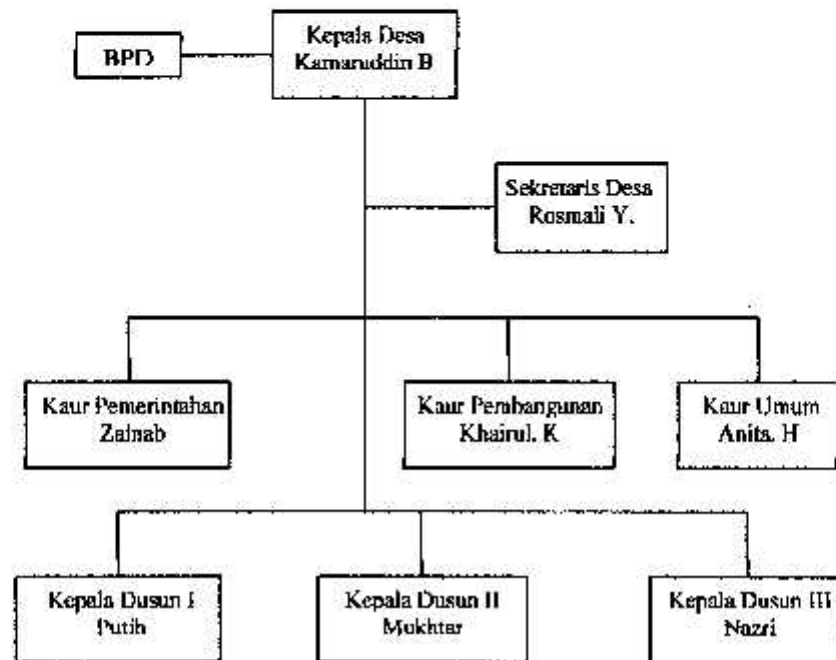 Kepala Desa
Kamaruddin B
BPD
Sekretaris Desa
Rosmali Y.
Kaur Pemerintahan
Zainab
Kaur Pembangunan
Khairul. K
Kaur Umum
Anita. H
Kepala Dusun I
Putih
Kepala Dusun II
Mukhtar
Kepala Dusun III
Nazri